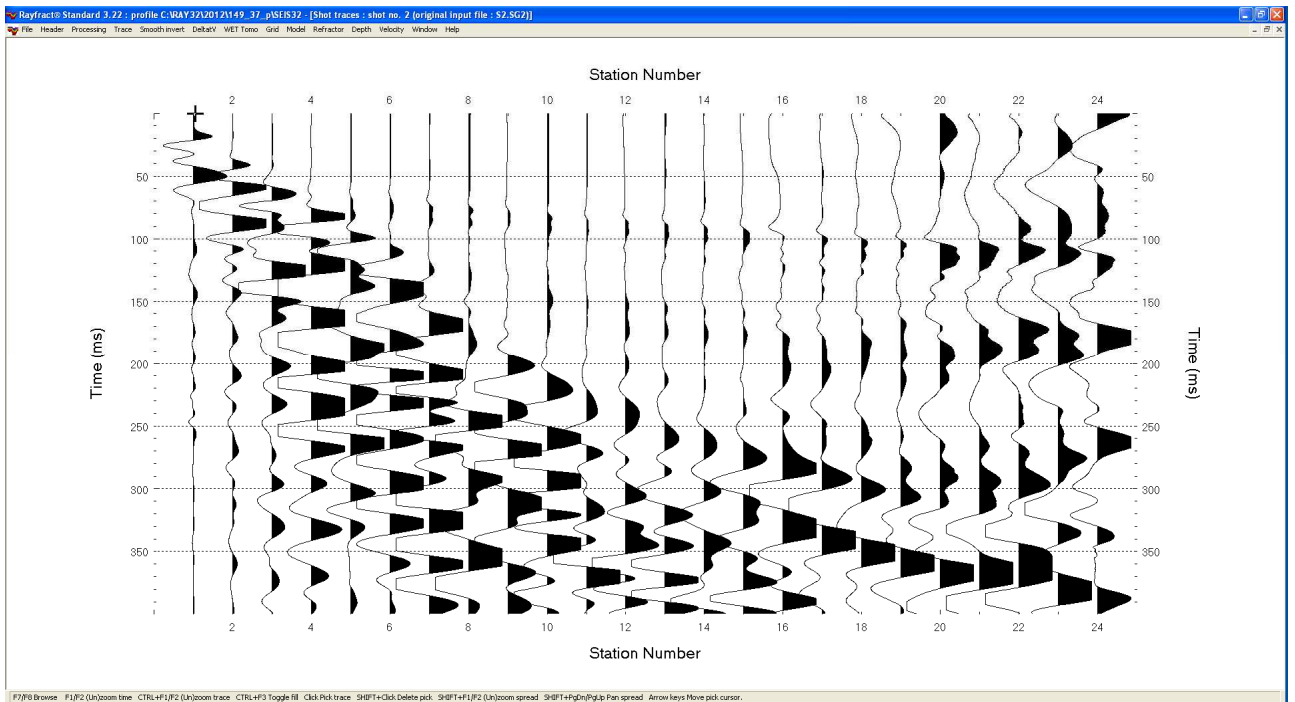 Rayfract® Standard 3.22 : profile C:\RAY32\2012\149_37_p\SEIS32 - [Shot traces : shot no. 2 (original input file : S2.SG2)]
File Header Processing Trace Smooth invert DeltatV WET Tomo Grid Model Refractor Depth Velocity Window Help
Station Number
2 4 6 8 10 12 14 16 18 20 22 24
50 50
100 100
150 150
200 200
250 250
300 300
350 350
Time (ms)
Time (ms)
2 4 6 8 10 12 14 16 18 20 22 24
Station Number
F7/F8 Browse F1/F2 (Un)zoom time CTRL+F1/F2 (Un)zoom trace CTRL+F3 Toggle fill Click Pick trace SHIFT+Click Delete pick SHIFT+F1/F2 (Un)zoom spread SHIFT+PgDn/PgUp Pan spread Arrow keys Move pick cursor.